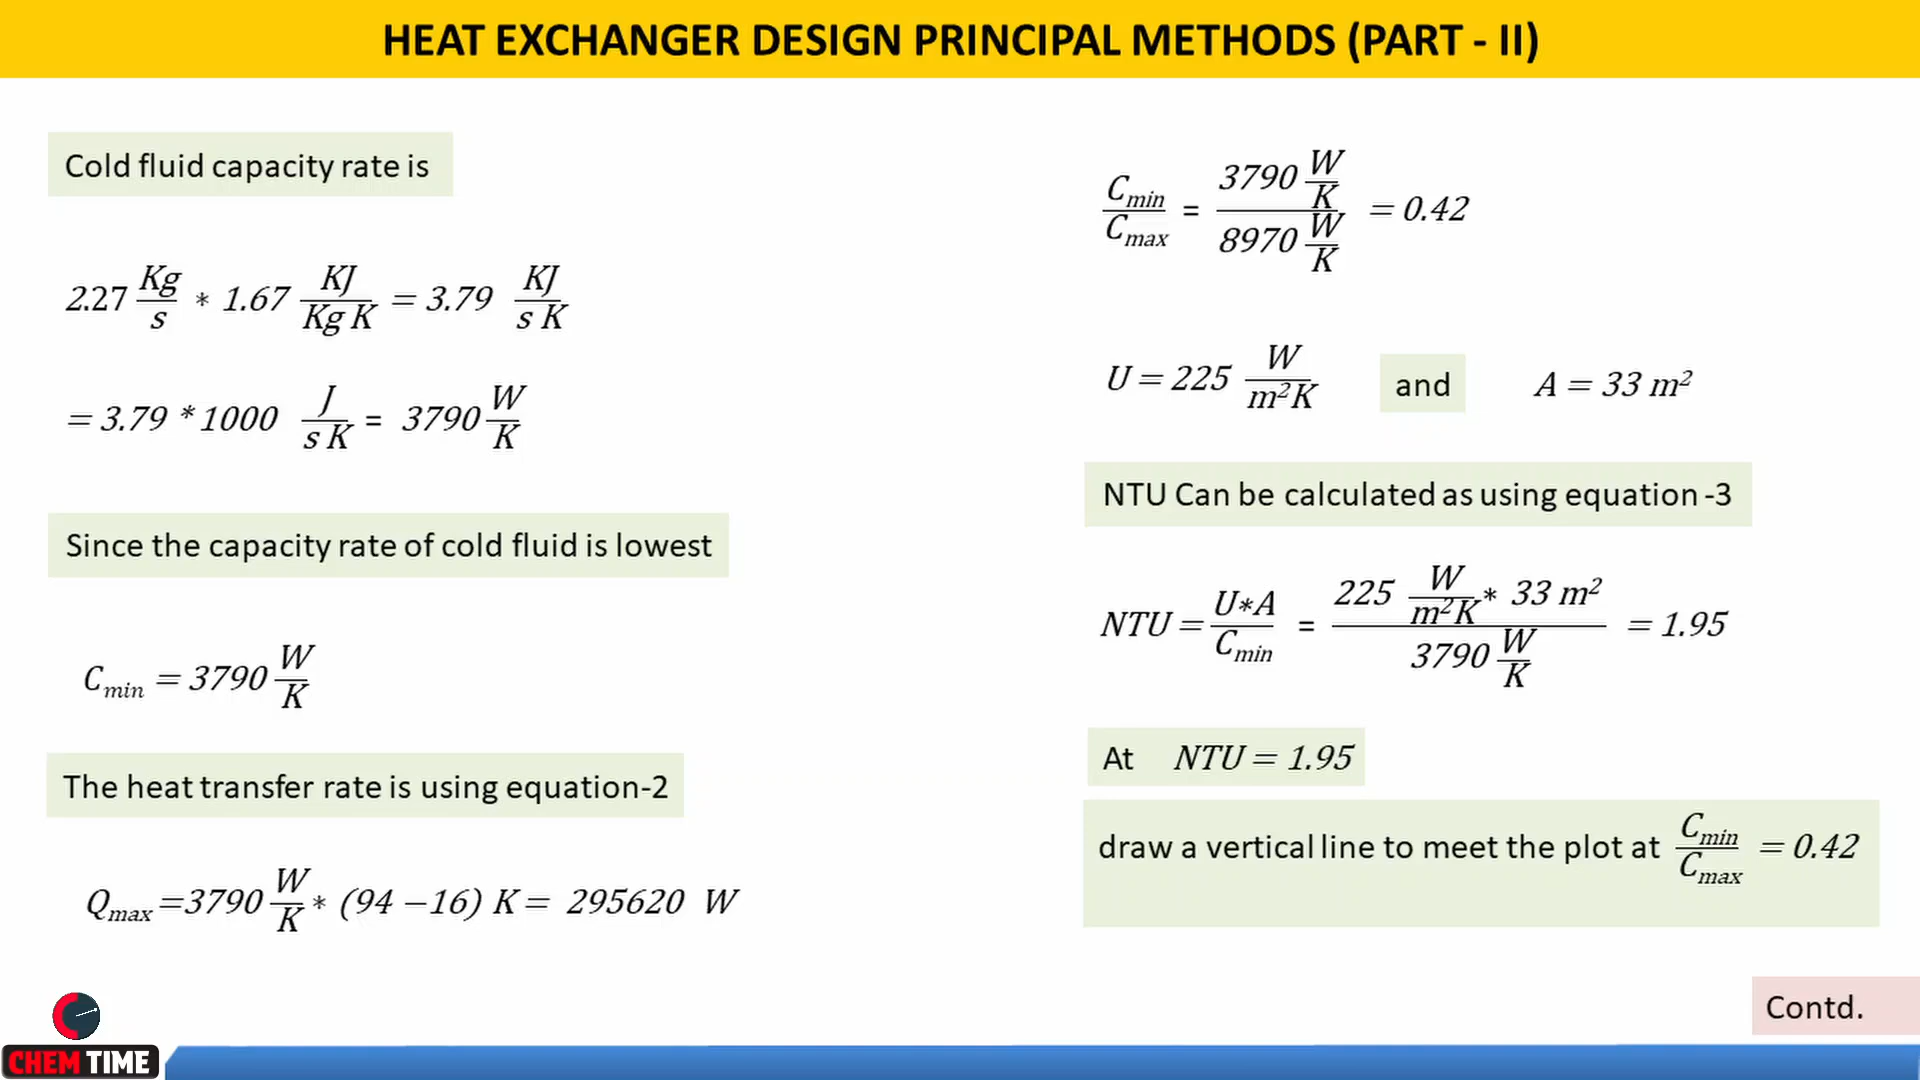 HEAT EXCHANGER DESIGN PRINCIPAL METHODS (PART - II)
Cold fluid capacity rate is
2.27 Kg/s * 1.67 KJ/Kg K = 3.79 KJ/s K
= 3.79 * 1000 J/s K = 3790 W/K
Since the capacity rate of cold fluid is lowest
C_min = 3790 W/K
The heat transfer rate is using equation-2
Q_max = 3790 W/K * (94 − 16) K = 295620 W
C_min/C_max = 3790 W/K / 8970 W/K = 0.42
U = 225 W/m²K and A = 33 m²
NTU Can be calculated as using equation -3
NTU = U*A/C_min = 225 W/m²K * 33 m² / 3790 W/K = 1.95
At NTU = 1.95
draw a vertical line to meet the plot at C_min/C_max = 0.42
Contd.
CHEM TIME